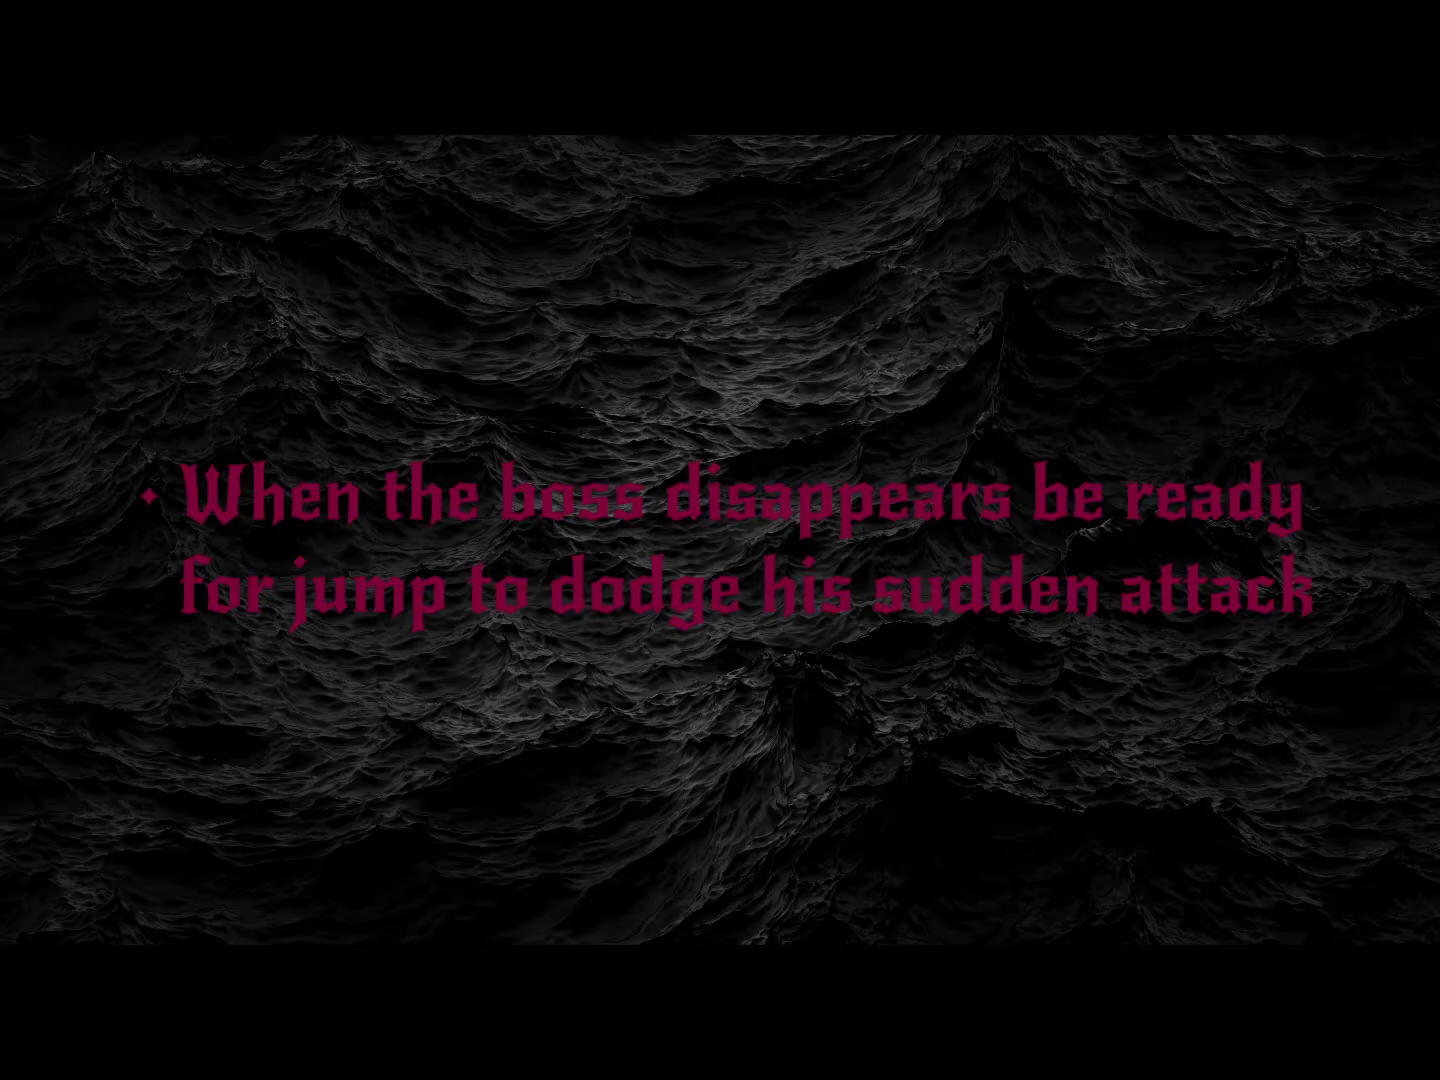 • When the boss disappears be ready
for jump to dodge his sudden attack